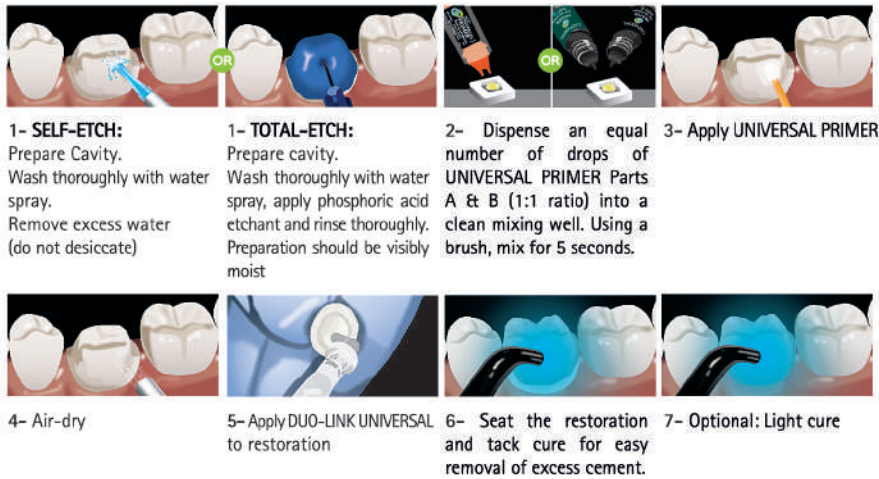 OR
OR
1- SELF-ETCH:
Prepare Cavity.
Wash thoroughly with water
spray.
Remove excess water
(do not desiccate)
1- TOTAL-ETCH:
Prepare cavity.
Wash thoroughly with water
spray, apply phosphoric acid
etchant and rinse thoroughly.
Preparation should be visibly
moist
2- Dispense an equal
number of drops of
UNIVERSAL PRIMER Parts
A & B (1:1 ratio) into a
clean mixing well. Using a
brush, mix for 5 seconds.
3- Apply UNIVERSAL PRIMER
4- Air-dry
5- Apply DUO-LINK UNIVERSAL
to restoration
6- Seat the restoration
and tack cure for easy
removal of excess cement.
7- Optional: Light cure